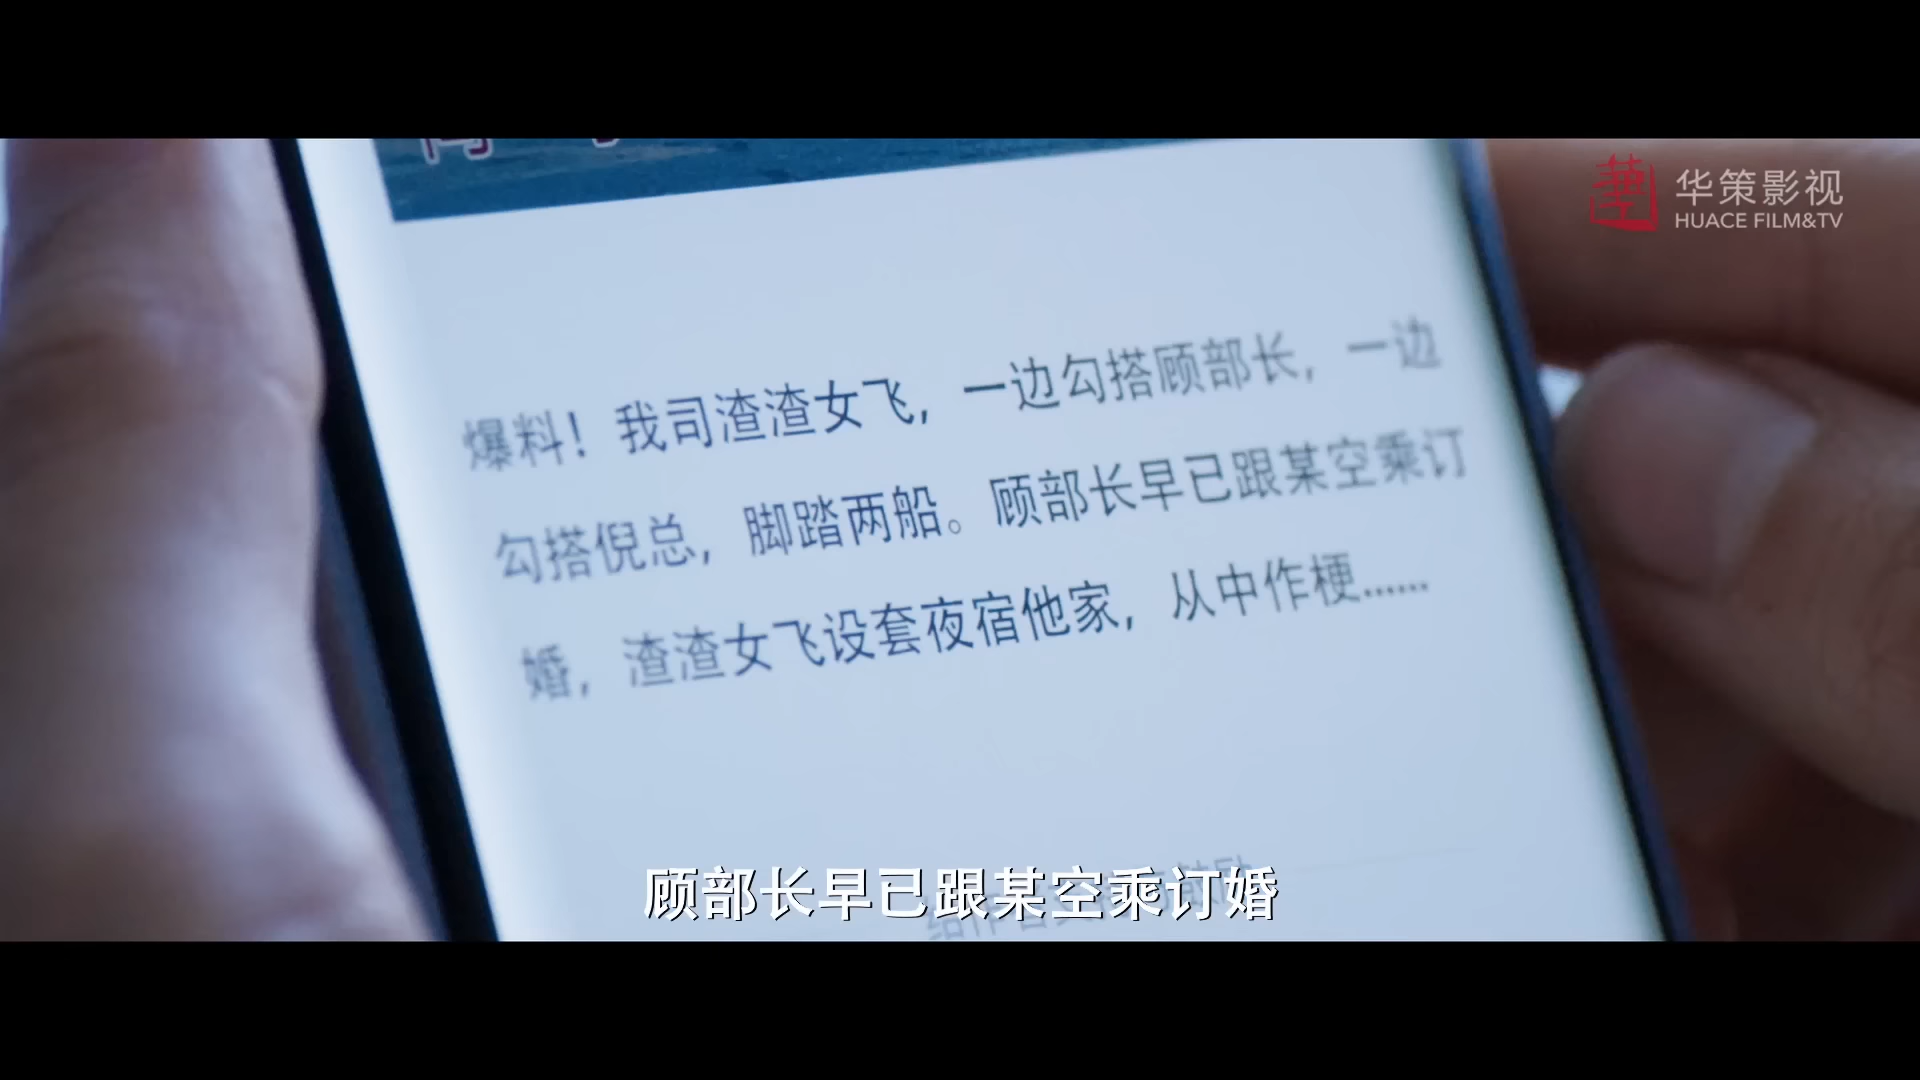 华策影视
HUACE FILM&TV
爆料！我司渣渣女飞，一边勾搭顾部长，一边
勾搭倪总，脚踏两船。顾部长早已跟某空乘订
婚，渣渣女飞设套夜宿他家，从中作梗……
顾部长早已跟某空乘订婚